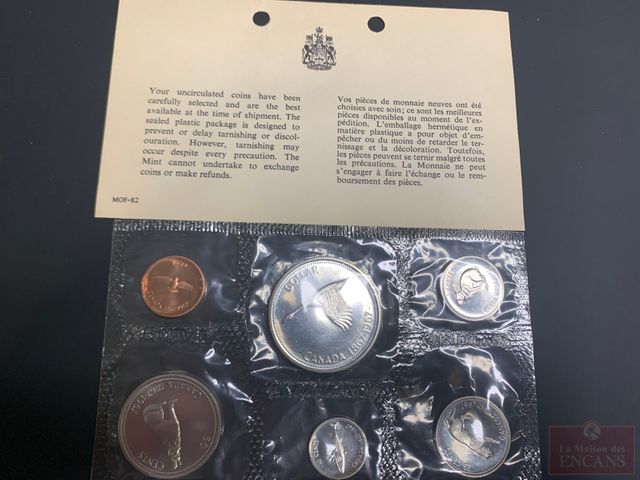 Your uncirculated coins have been
carefully selected and are the best
available at the time of shipment. The
sealed plastic package is designed to
prevent or delay tarnishing or discol-
ouration. However, tarnishing may
occur despite every precaution. The
Mint cannot undertake to exchange
coins or make refunds.
Vos pièces de monnaie neuves ont été
choisies avec soin; ce sont les meilleures
pièces disponibles au moment de l'ex-
pédition. L'emballage hermétique en
matière plastique a pour objet d'em-
pêcher ou du moins de retarder le ter-
nissage et la décoloration. Toutefois,
les pièces peuvent se ternir malgré toutes
les précautions. La Monnaie ne peut
s'engager à faire l'échange ou le rem-
boursement des pièces.
MOF-82
DOLLAR
CANADA 1867-1967
CANADA 1867-1967
50
CENTS
La Maison des
ENCANS